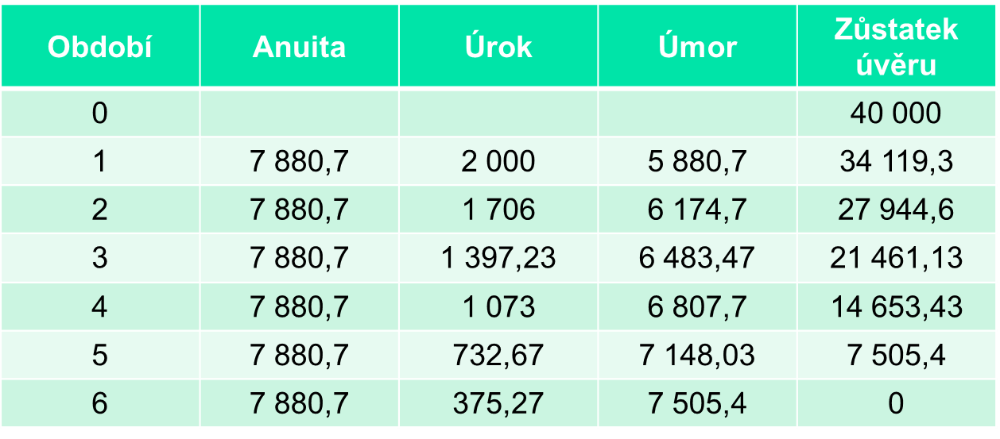 Období Anuita Úrok Úmor Zůstatek úvěru
0 40 000
1 7 880,7 2 000 5 880,7 34 119,3
2 7 880,7 1 706 6 174,7 27 944,6
3 7 880,7 1 397,23 6 483,47 21 461,13
4 7 880,7 1 073 6 807,7 14 653,43
5 7 880,7 732,67 7 148,03 7 505,4
6 7 880,7 375,27 7 505,4 0